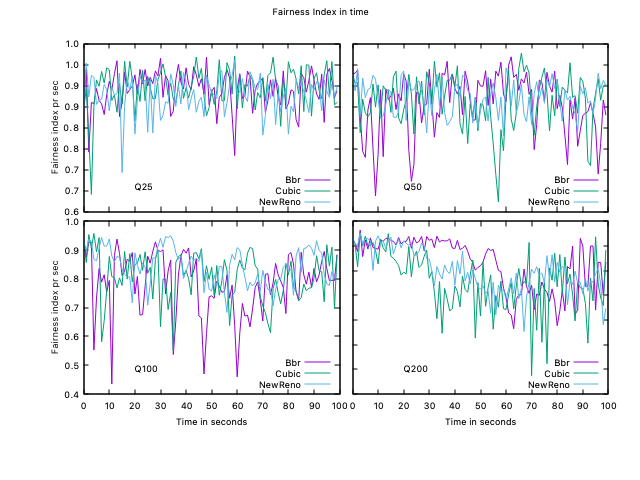 Fairness Index in time
Fairness index pr sec
1.0
1.0
0.9
0.9
0.8
0.8
0.7
0.7
0.6
Q25
Bbr
Cubic
NewReno
Q50
Bbr
Cubic
NewReno
Fairness index pr sec
1.0
0.9
0.8
0.7
0.6
0.5
0.4
Q100
Bbr
Cubic
NewReno
Q200
Bbr
Cubic
NewReno
0 10 20 30 40 50 60 70 80 90 100
0 10 20 30 40 50 60 70 80 90 100
Time in seconds
Time in seconds